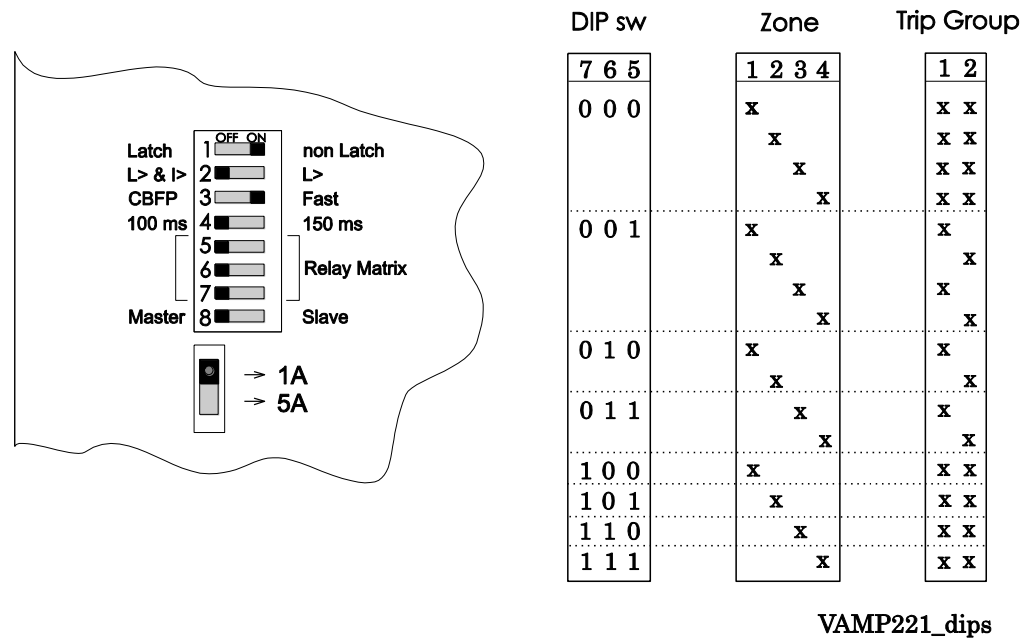 DIP sw Zone Trip Group
7 6 5 1 2 3 4 1 2
0 0 0 x x x
x x x
x x x
x x x
0 0 1 x x
x x
x x
x x
0 1 0 x x
x x
0 1 1 x x
x x
1 0 0 x x x
1 0 1 x x x
1 1 0 x x x
1 1 1 x x x
OFF ON
Latch 1 non Latch
L> & I> 2 L>
CBFP 3 Fast
100 ms 4 150 ms
5
6 Relay Matrix
7
Master 8 Slave
→ 1A
→ 5A
VAMP221_dips